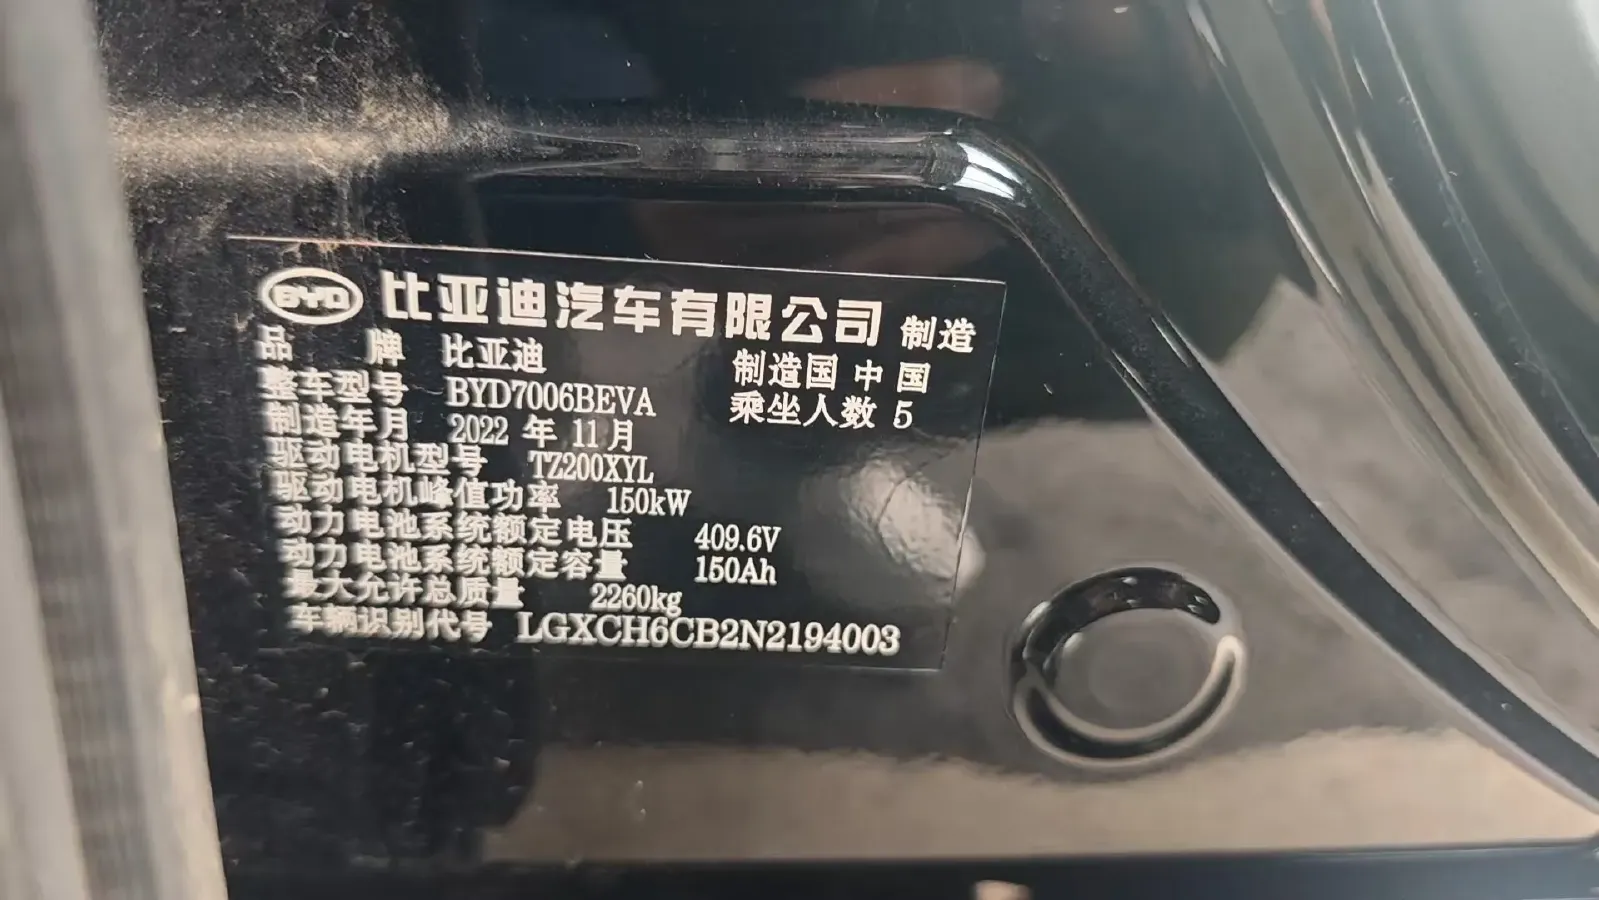 BYD 比亚迪汽车有限公司 制造
品 牌 比亚迪 制造国 中国
整车型号 BYD7006BEVA 乘坐人数 5
制造年月 2022 年 11 月
驱动电机型号 TZ200XYL
驱动电机峰值功率 150kW
动力电池系统额定电压 409.6V
动力电池系统额定容量 150Ah
最大允许总质量 2260kg
车辆识别代号 LGXCH6CB2N2194003